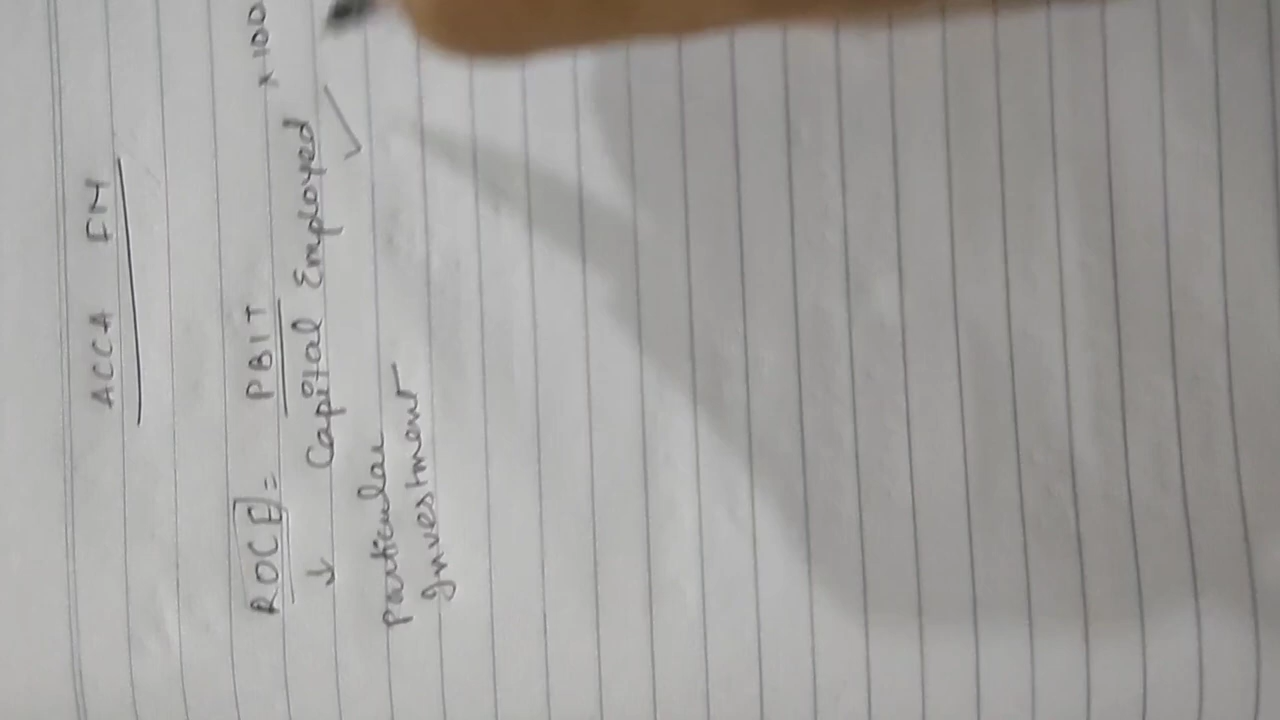 ACCA FM
ROCE = PBIT x 100
Capital Employed
↓
particular
Investment